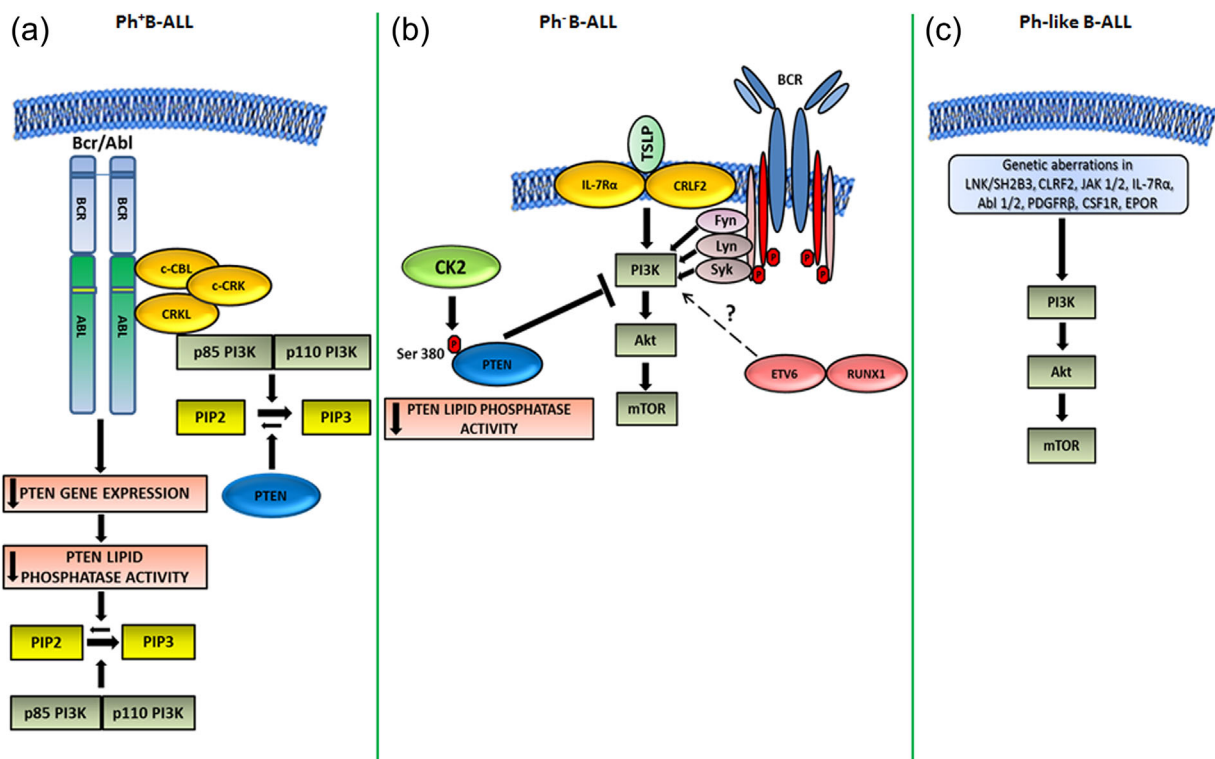 (a)
Ph⁺B-ALL
Bcr/Abl
BCR
BCR
ABL
ABL
c-CBL
c-CRK
CRKL
p85 PI3K
p110 PI3K
PIP2
PIP3
PTEN
PTEN GENE EXPRESSION
PTEN LIPID
PHOSPHATASE ACTIVITY
PIP2
PIP3
p85 PI3K
p110 PI3K
(b)
Ph⁻ B-ALL
BCR
TSLP
IL-7Rα
CRLF2
Fyn
Lyn
Syk
P
P
P
P
PI3K
CK2
P
Ser 380
PTEN
?
Akt
ETV6
RUNX1
mTOR
PTEN LIPID PHOSPHATASE
ACTIVITY
(c)
Ph-like B-ALL
Genetic aberrations in
LNK/SH2B3, CLRF2, JAK 1/2, IL-7Rα,
Abl 1/2, PDGFRβ, CSF1R, EPOR
PI3K
Akt
mTOR